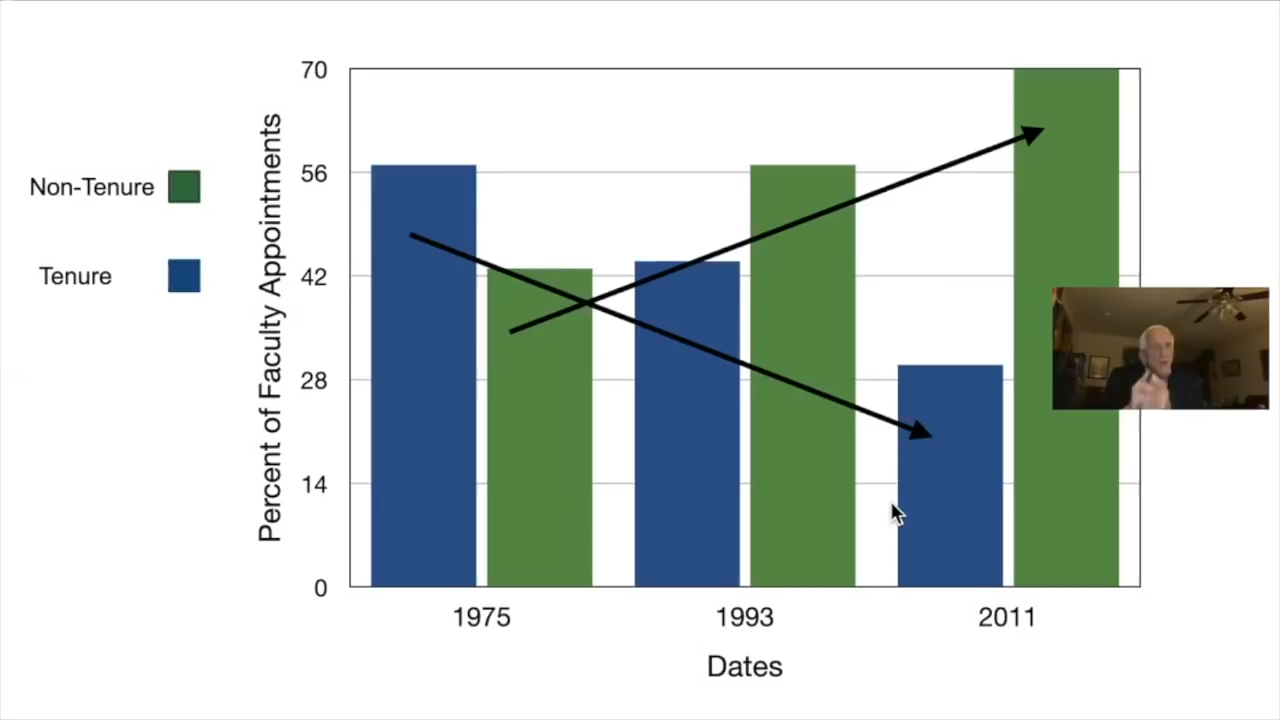 Non-Tenure
Tenure
Percent of Faculty Appointments
70
56
42
28
14
0
1975
1993
2011
Dates